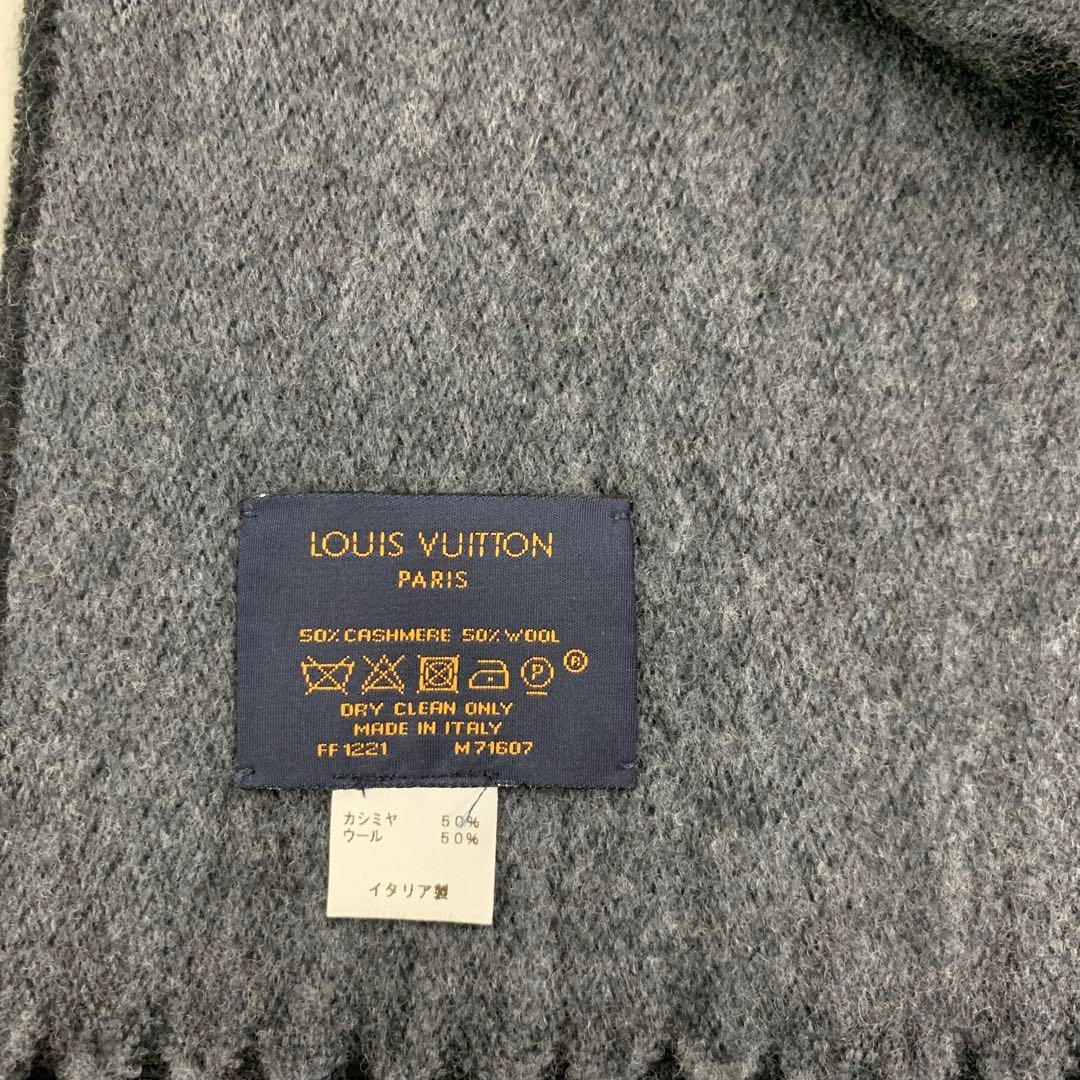 LOUIS VUITTON
PARIS
50% CASHMERE 50% WOOL
P ®
DRY CLEAN ONLY
MADE IN ITALY
FF1221 M71607
カシミヤ 50%
ウール 50%
イタリア製